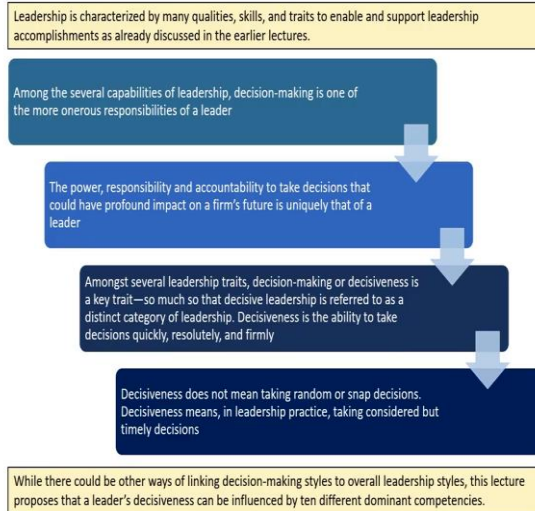 Leadership is characterized by many qualities, skills, and traits to enable and support leadership
accomplishments as already discussed in the earlier lectures.
Among the several capabilities of leadership, decision-making is one of
the more onerous responsibilities of a leader
The power, responsibility and accountability to take decisions that
could have profound impact on a firm's future is uniquely that of a
leader
Amongst several leadership traits, decision-making or decisiveness is
a key trait—so much so that decisive leadership is referred to as a
distinct category of leadership. Decisiveness is the ability to take
decisions quickly, resolutely, and firmly
Decisiveness does not mean taking random or snap decisions.
Decisiveness means, in leadership practice, taking considered but
timely decisions
While there could be other ways of linking decision-making styles to overall leadership styles, this lecture
proposes that a leader's decisiveness can be influenced by ten different dominant competencies.